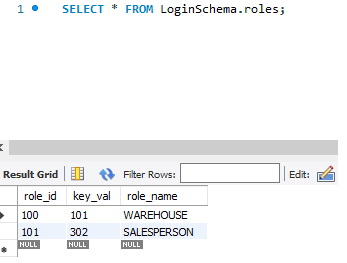 1 SELECT * FROM LoginSchema.roles;
Result Grid Filter Rows: Edit:
role_id key_val role_name
100 101 WAREHOUSE
101 302 SALESPERSON
NULL NULL NULL